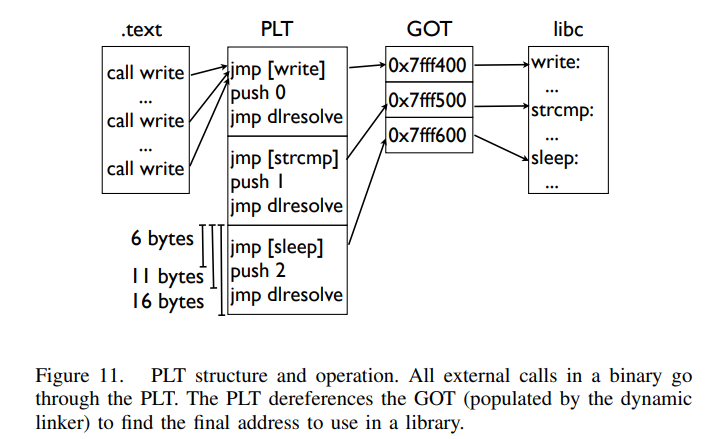 .text
PLT
GOT
libc
call write
...
call write
...
call write
jmp [write]
push 0
jmp dlresolve
jmp [strcmp]
push 1
jmp dlresolve
jmp [sleep]
push 2
jmp dlresolve
0x7fff400
0x7fff500
0x7fff600
write:
...
strcmp:
...
sleep:
...
6 bytes
11 bytes
16 bytes
Figure 11. PLT structure and operation. All external calls in a binary go
through the PLT. The PLT dereferences the GOT (populated by the dynamic
linker) to find the final address to use in a library.